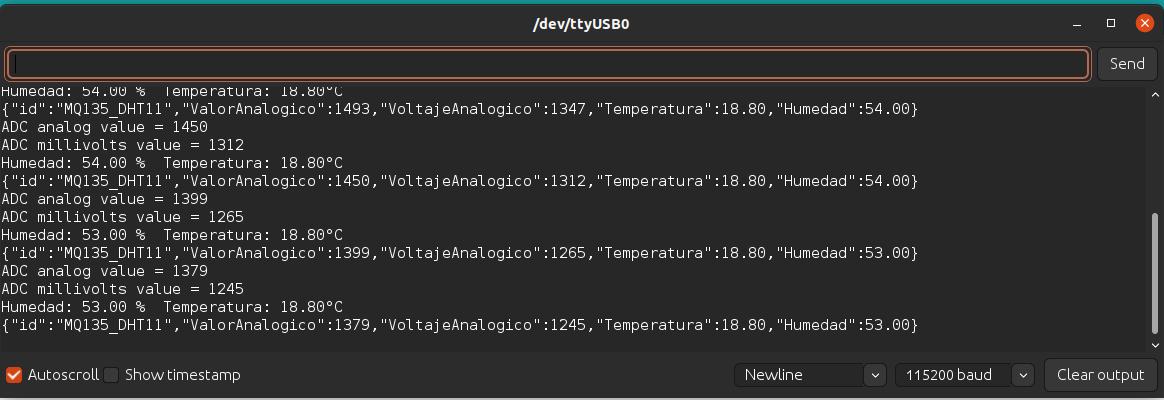 /dev/ttyUSB0
Send
Humedad: 54.00 %  Temperatura: 18.80°C
{"id":"MQ135_DHT11","ValorAnalogico":1493,"VoltajeAnalogico":1347,"Temperatura":18.80,"Humedad":54.00}
ADC analog value = 1450
ADC millivolts value = 1312
Humedad: 54.00 %  Temperatura: 18.80°C
{"id":"MQ135_DHT11","ValorAnalogico":1450,"VoltajeAnalogico":1312,"Temperatura":18.80,"Humedad":54.00}
ADC analog value = 1399
ADC millivolts value = 1265
Humedad: 53.00 %  Temperatura: 18.80°C
{"id":"MQ135_DHT11","ValorAnalogico":1399,"VoltajeAnalogico":1265,"Temperatura":18.80,"Humedad":53.00}
ADC analog value = 1379
ADC millivolts value = 1245
Humedad: 53.00 %  Temperatura: 18.80°C
{"id":"MQ135_DHT11","ValorAnalogico":1379,"VoltajeAnalogico":1245,"Temperatura":18.80,"Humedad":53.00}
Autoscroll Show timestamp Newline 115200 baud Clear output